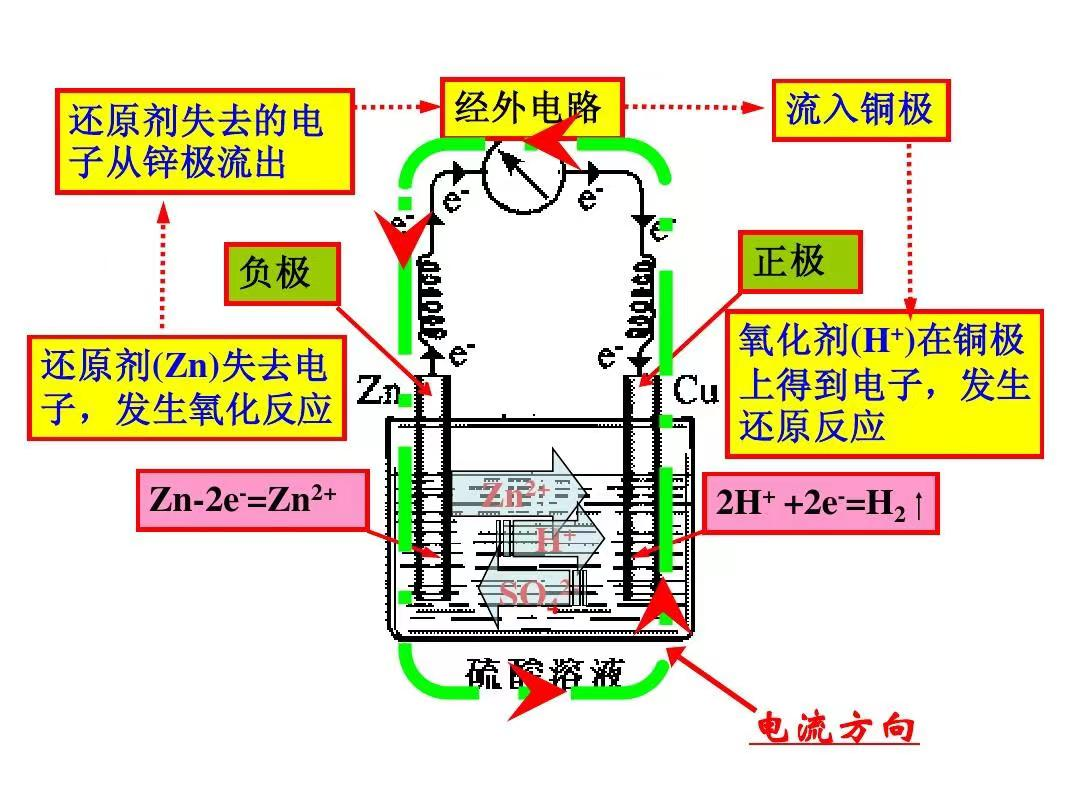 还原剂失去的电
子从锌极流出
经外电路
流入铜极
e-
e-
e-
e-
负极
正极
还原剂(Zn)失去电
子，发生氧化反应
e-
e-
氧化剂(H+)在铜极
上得到电子，发生
还原反应
Zn
Cu
Zn-2e-=Zn2+
Zn2+
2H+ +2e-=H2↑
H+
SO42-
硫酸溶液
电流方向